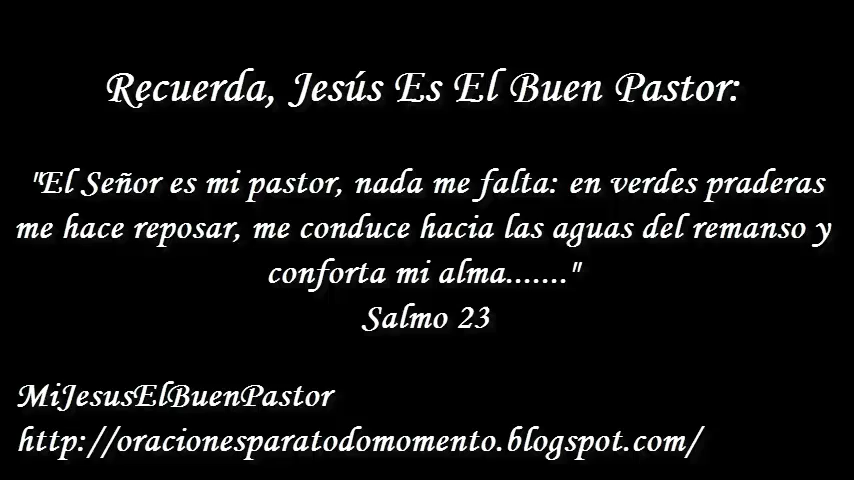 Recuerda, Jesús Es El Buen Pastor:
"El Señor es mi pastor, nada me falta: en verdes praderas
me hace reposar, me conduce hacia las aguas del remanso y
conforta mi alma......."
Salmo 23
MiJesusElBuenPastor
http://oracionesparatodomomento.blogspot.com/